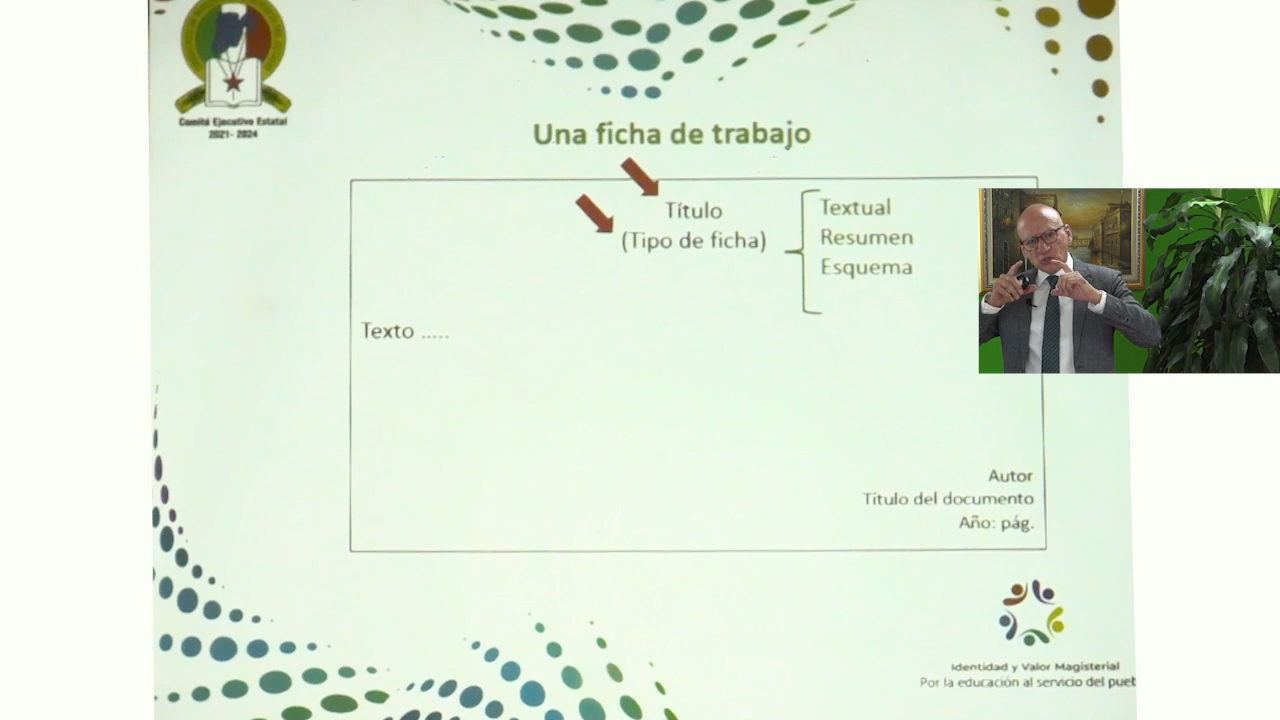 Comité Ejecutivo Estatal
2021- 2024
Una ficha de trabajo
Título
(Tipo de ficha)
Textual
Resumen
Esquema
Texto .....
Autor
Título del documento
Año: pág.
Identidad y Valor Magisterial
Por la educación al servicio del pueb